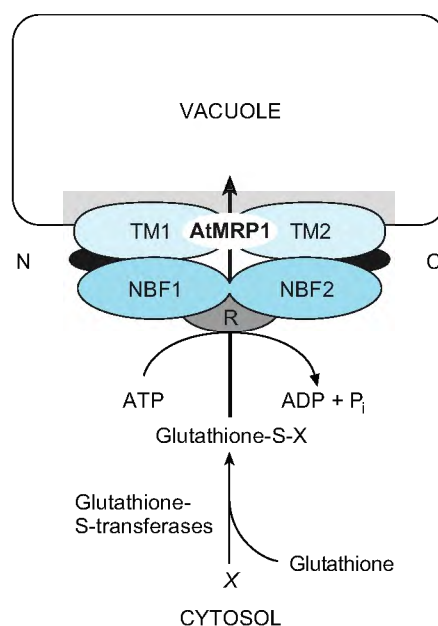 VACUOLE
TM1 AtMRP1 TM2
N C
NBF1 NBF2
R
ATP ADP + Pi
Glutathione-S-X
Glutathione-
S-transferases
Glutathione
X
CYTOSOL